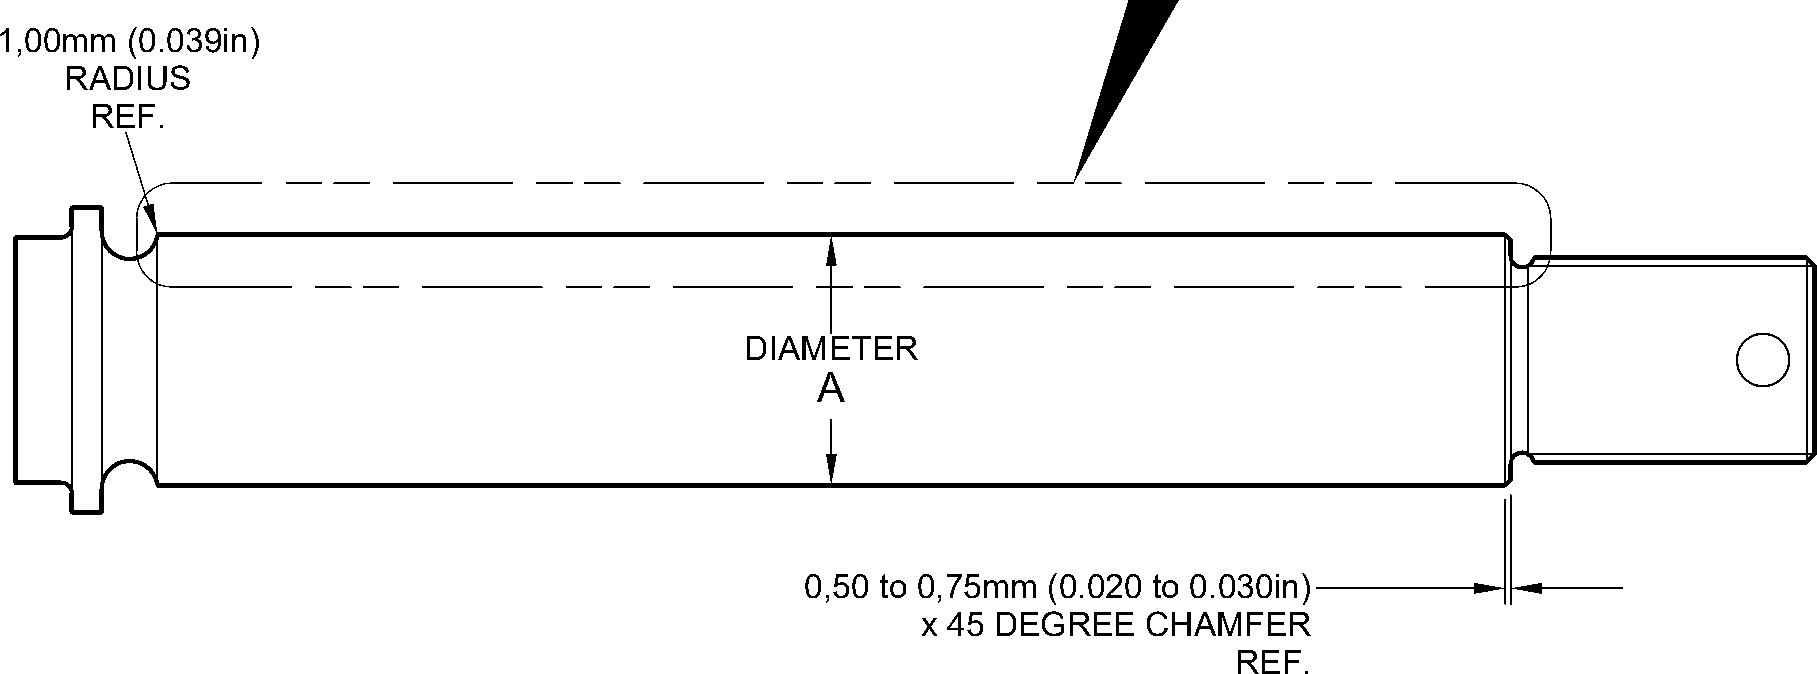 1,00mm (0.039in)
RADIUS
REF.
DIAMETER
A
0,50 to 0,75mm (0.020 to 0.030in)
x 45 DEGREE CHAMFER
REF.